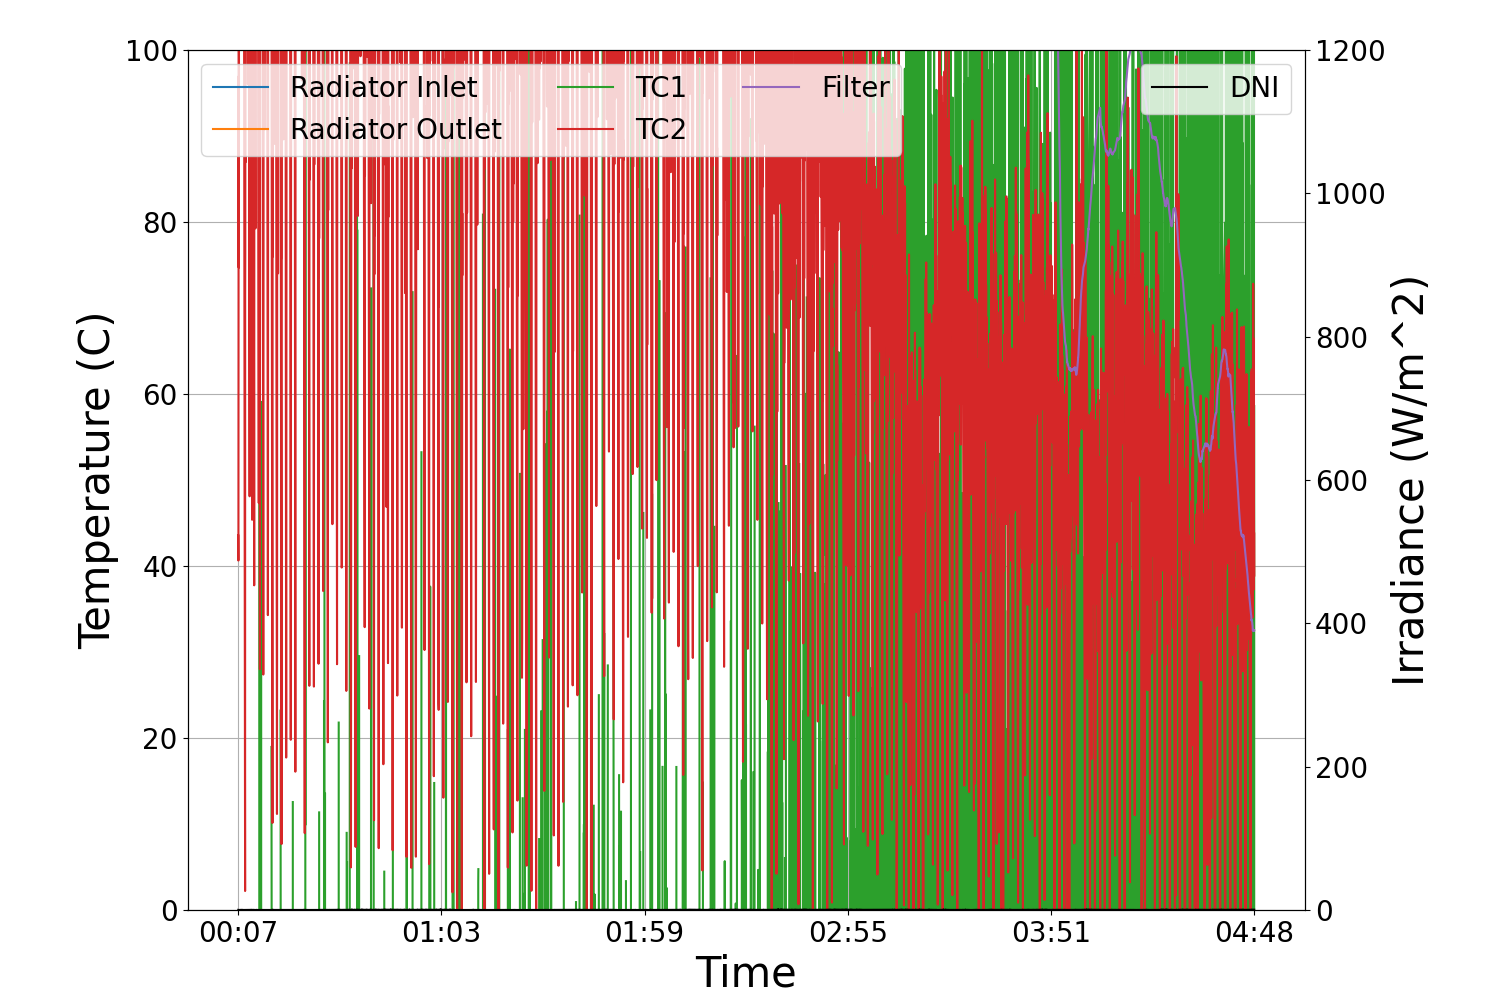 Radiator Inlet
Radiator Outlet
TC1
TC2
Filter
DNI
Temperature (C)
100
80
60
40
20
0
Irradiance (W/m^2)
1200
1000
800
600
400
200
0
00:07 01:03 01:59 02:55 03:51 04:48
Time